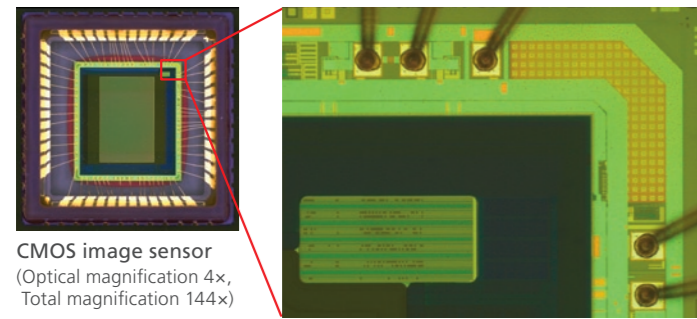 CMOS image sensor
(Optical magnification 4×,
Total magnification 144×)